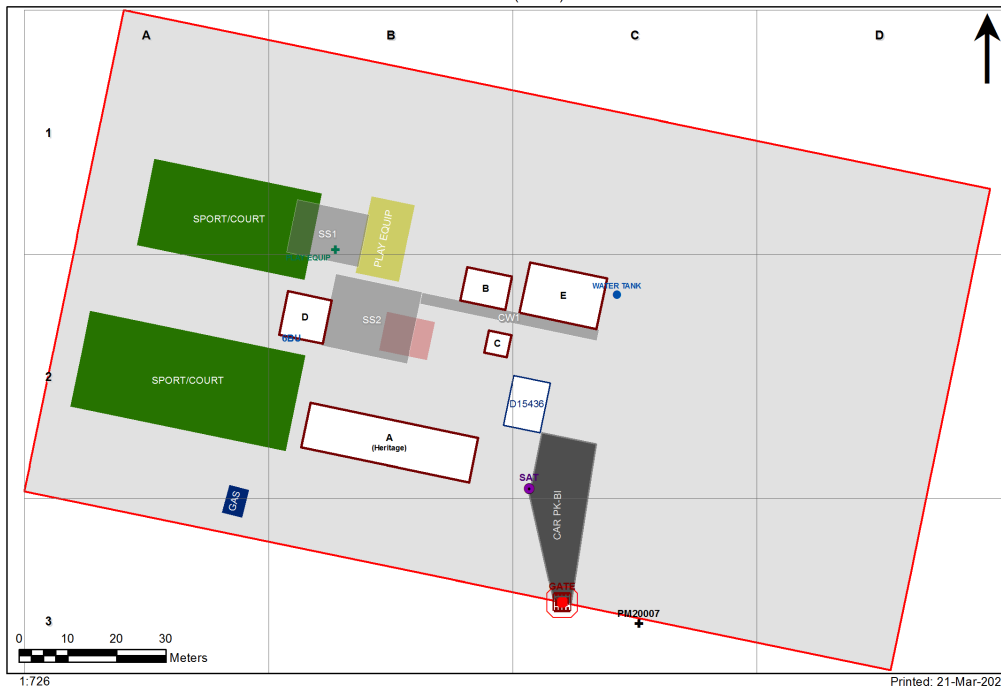 A B C D
1
SPORT/COURT
SS1
PLAY EQUIP
EQUIP
B
E
WATER TANK
D
SS2
CW1
C
2
SPORT/COURT
D15436
A
(Heritage)
SAT
GAS
CAR PK-BI
GATE
PM20007
3
0 10 20 30
Meters
1:726
Printed: 21-Mar-202